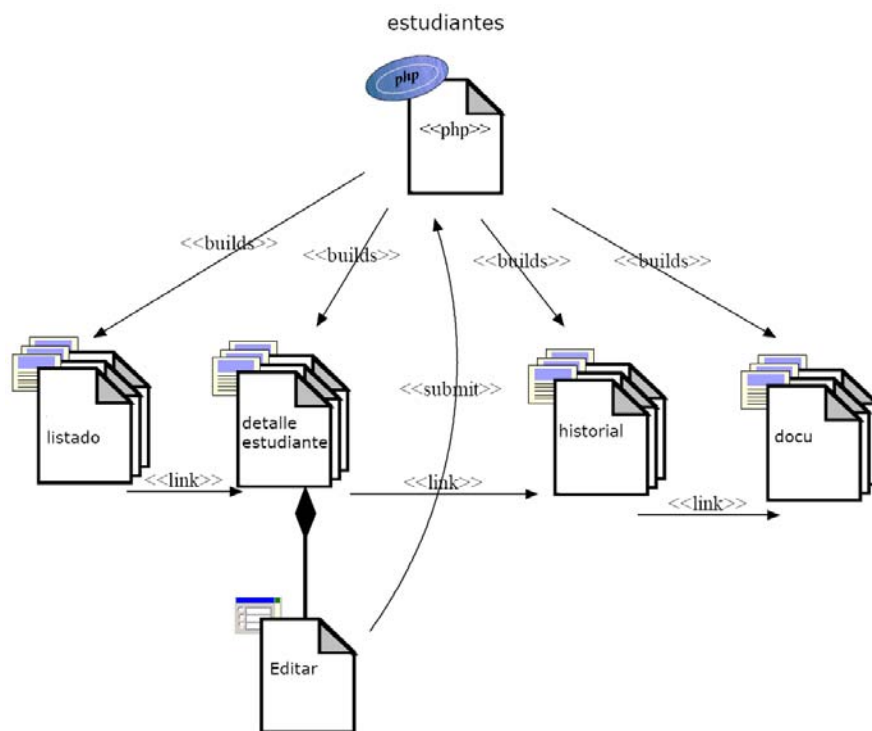 estudiantes
php
<<php>>
<<builds>>
<<builds>>
<<builds>>
<<builds>>
<<submit>>
listado
detalle
estudiante
historial
docu
<<link>>
<<link>>
<<link>>
Editar